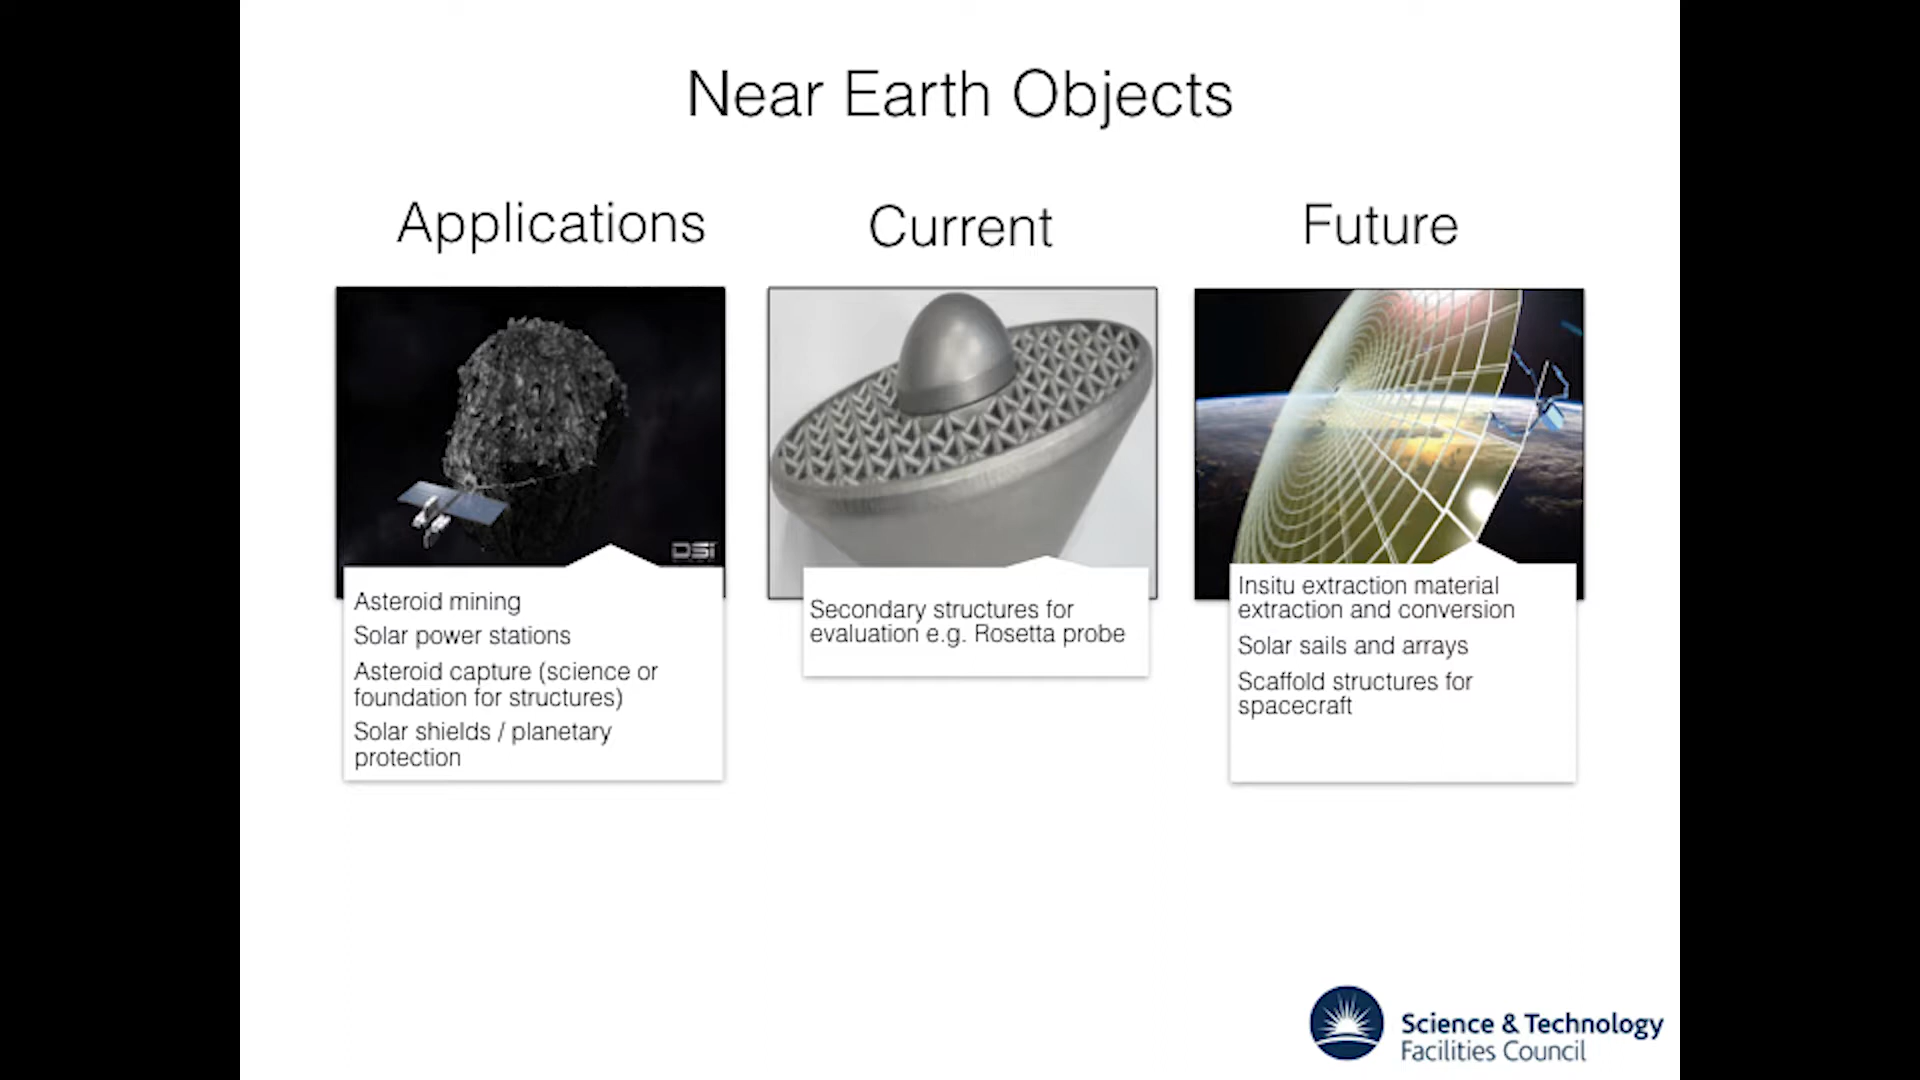 Near Earth Objects
Applications
Current
Future
DSI
Asteroid mining
Solar power stations
Asteroid capture (science or
foundation for structures)
Solar shields / planetary
protection
Secondary structures for
evaluation e.g. Rosetta probe
Insitu extraction material
extraction and conversion
Solar sails and arrays
Scaffold structures for
spacecraft
Science & Technology
Facilities Council